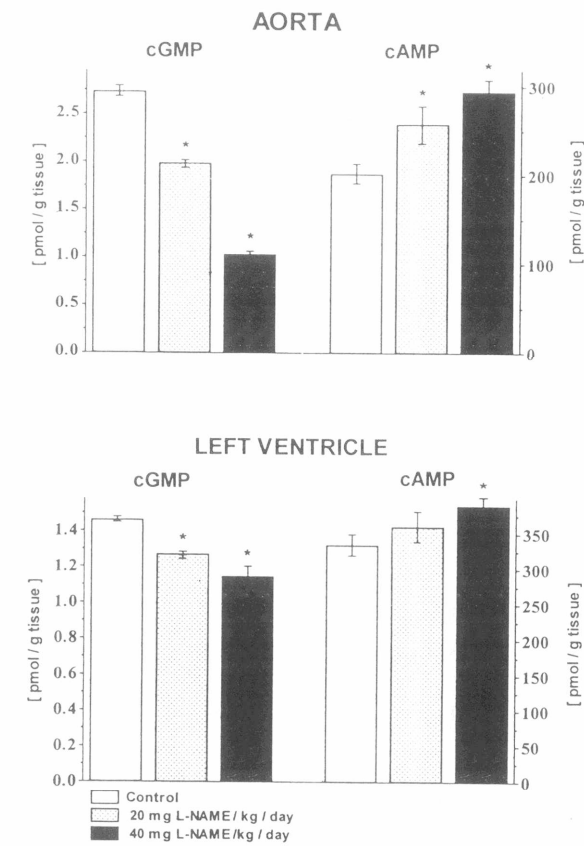 AORTA
cGMP cAMP
[ pmol / g tissue ]
2.5
2.0
1.5
1.0
0.5
0.0
* * * *
300
200
100
0
[ pmol / g tissue ]
LEFT VENTRICLE
cGMP cAMP
[ pmol / g tissue ]
1.4
1.2
1.0
0.8
0.6
0.4
0.2
0.0
* * *
350
300
250
200
150
100
50
0
[ pmol / g tissue ]
Control
20 mg L-NAME/ kg / day
40 mg L-NAME/kg / day